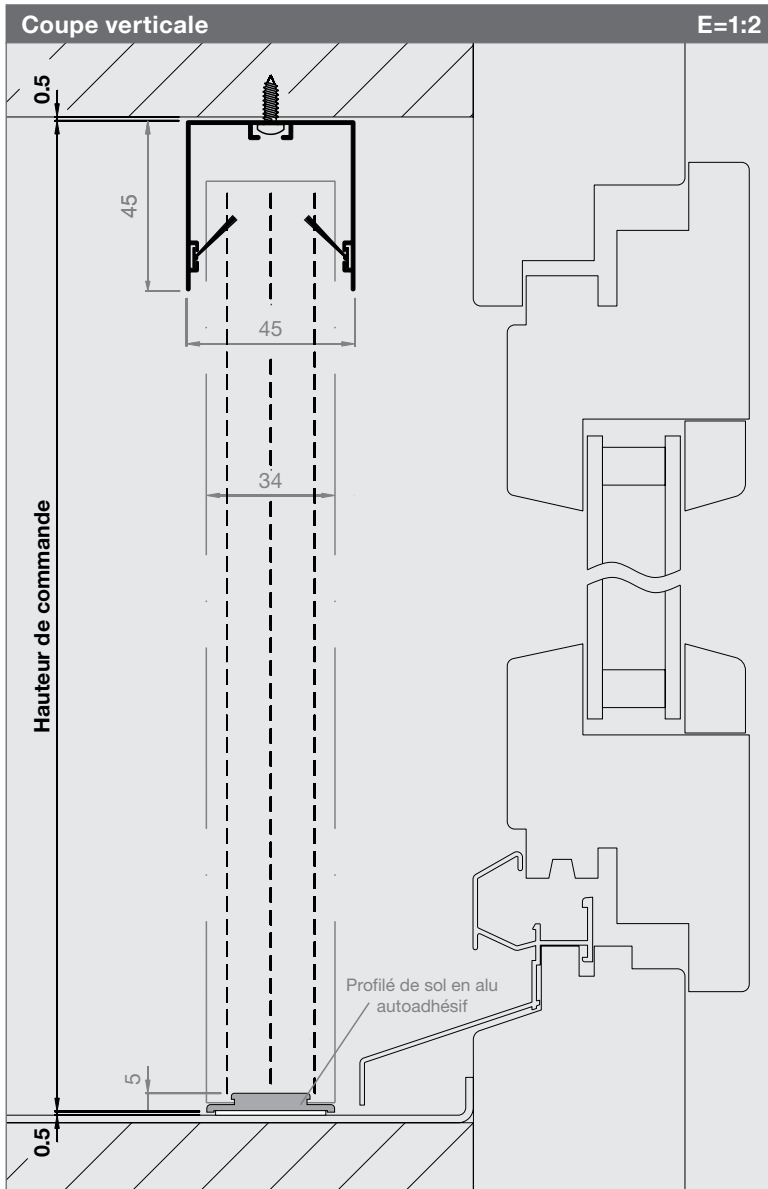 Coupe verticale E=1:2
0.5
45
45
34
Hauteur de commande
Profilé de sol en alu
autoadhésif
5
0.5